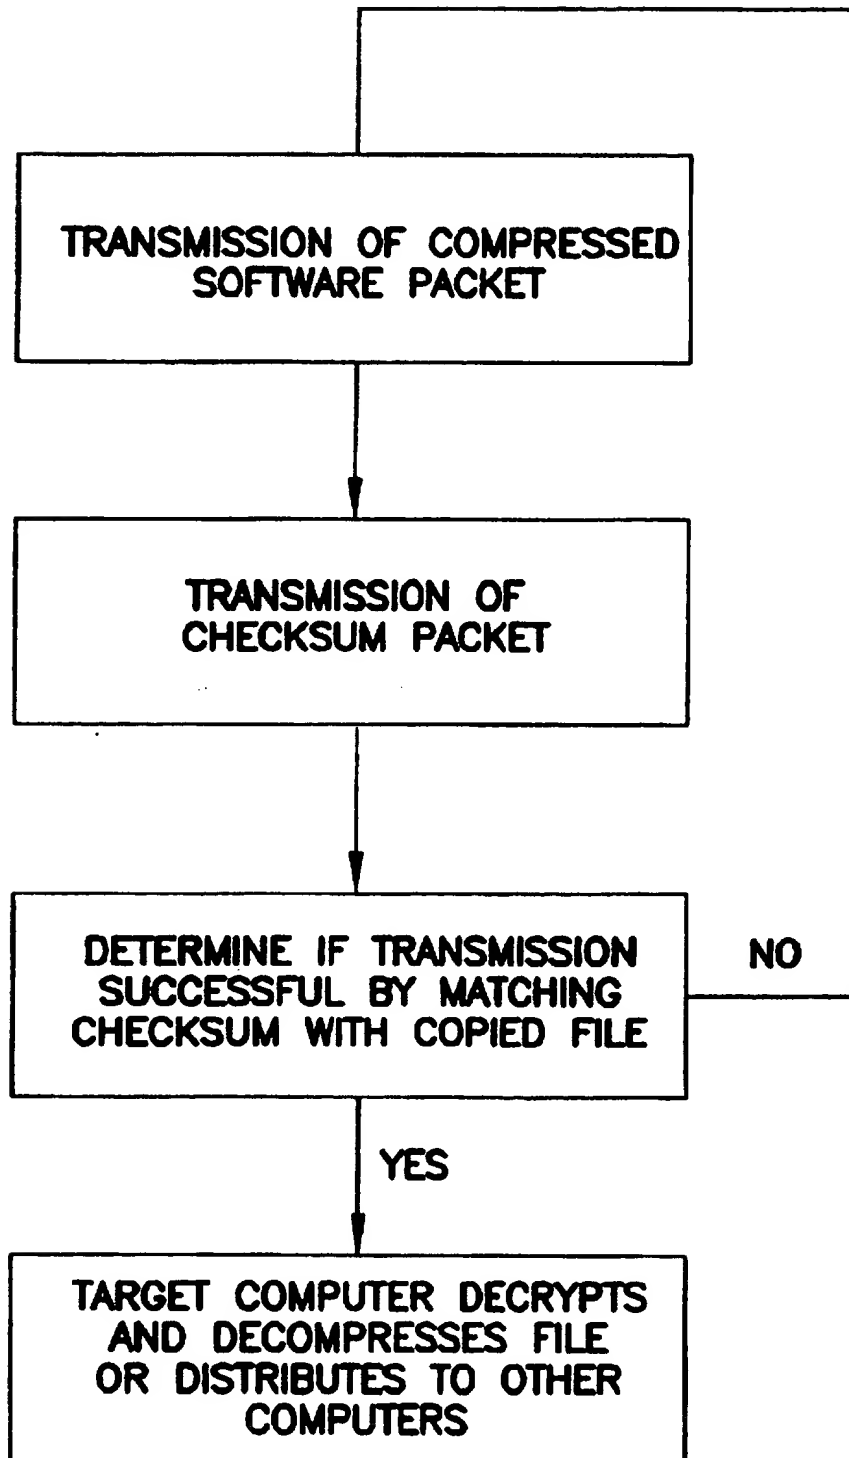 TRANSMISSION OF COMPRESSED
SOFTWARE PACKET
TRANSMISSION OF
CHECKSUM PACKET
DETERMINE IF TRANSMISSION
SUCCESSFUL BY MATCHING
CHECKSUM WITH COPIED FILE
NO
YES
TARGET COMPUTER DECRYPTS
AND DECOMPRESSES FILE
OR DISTRIBUTES TO OTHER
COMPUTERS